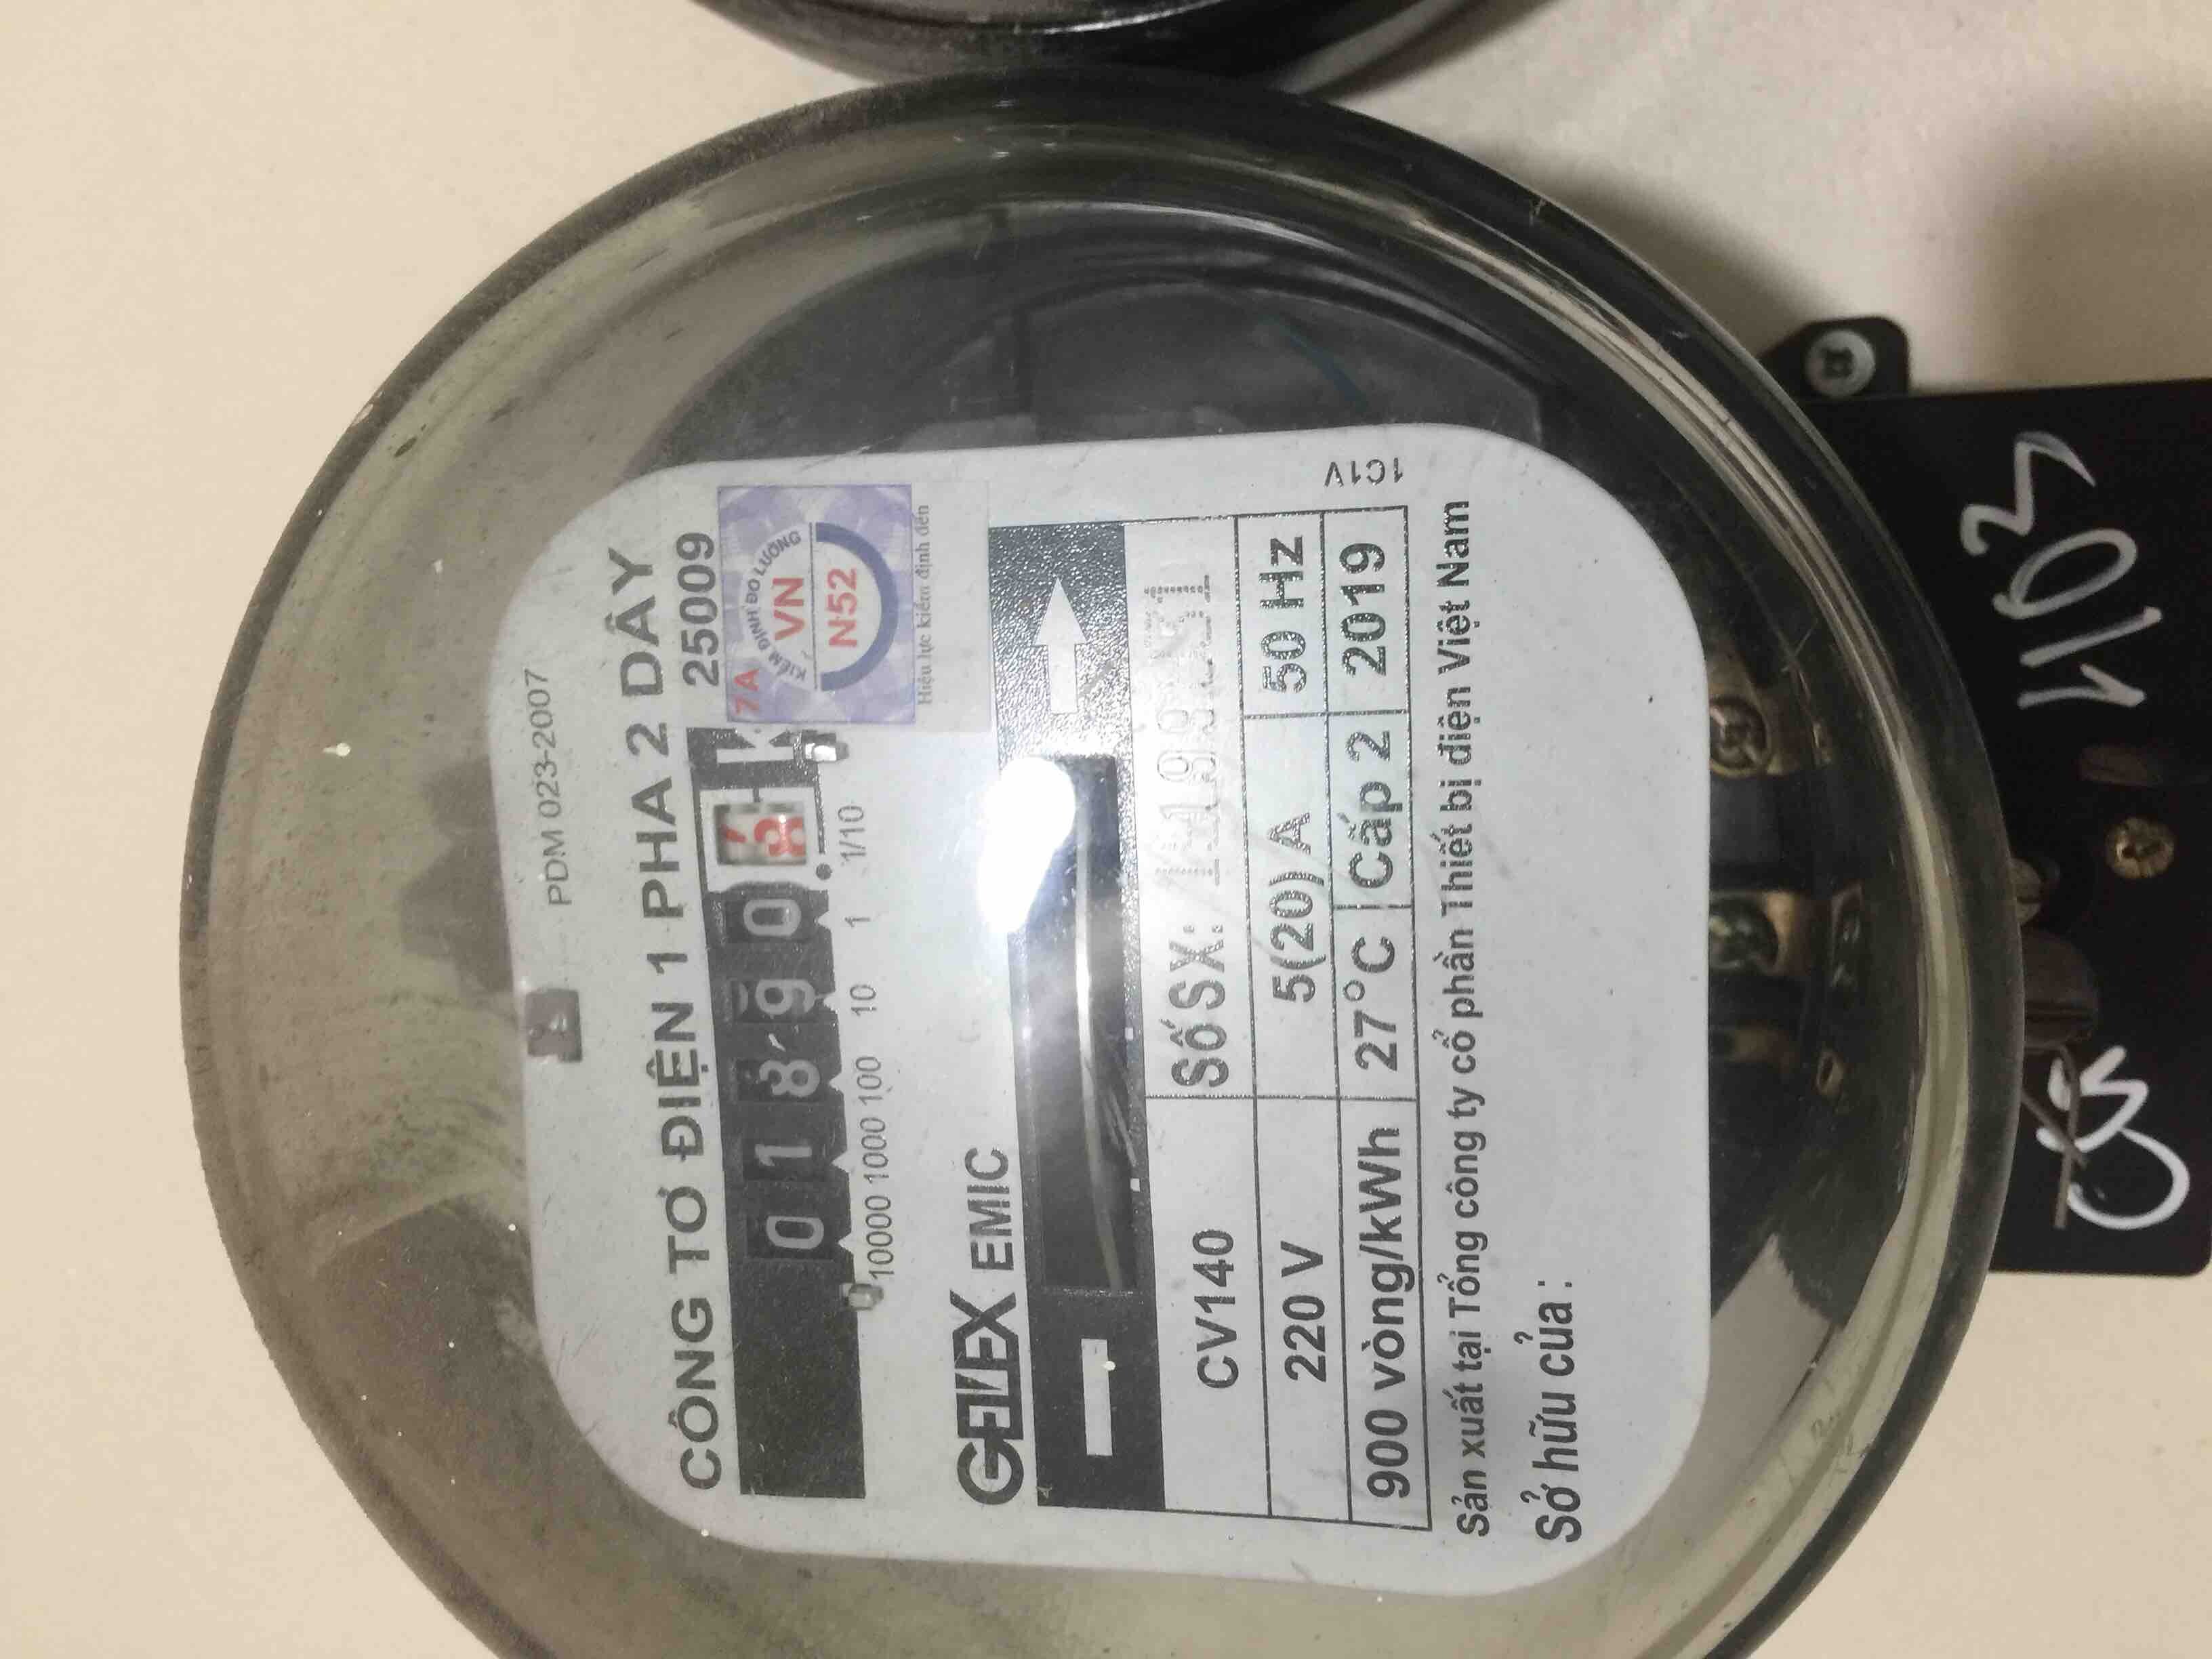 PDM 023-2007
CÔNG TƠ ĐIỆN 1 PHA 2 DÂY
25009
0 1 8 9 0
10000 1000 100 10 1 1/10
7A
KIỂM ĐỊNH ĐO LƯỜNG
VN
N52
Hiệu lực kiểm định đến
GELEX EMIC
CV140 Số SX:
220 V 5(20) A 50 Hz
900 vòng/kWh 27°C Cấp 2 2019
1C1V
Sản xuất tại Tổng công ty cổ phần Thiết bị điện Việt Nam
Sở hữu của :
1103